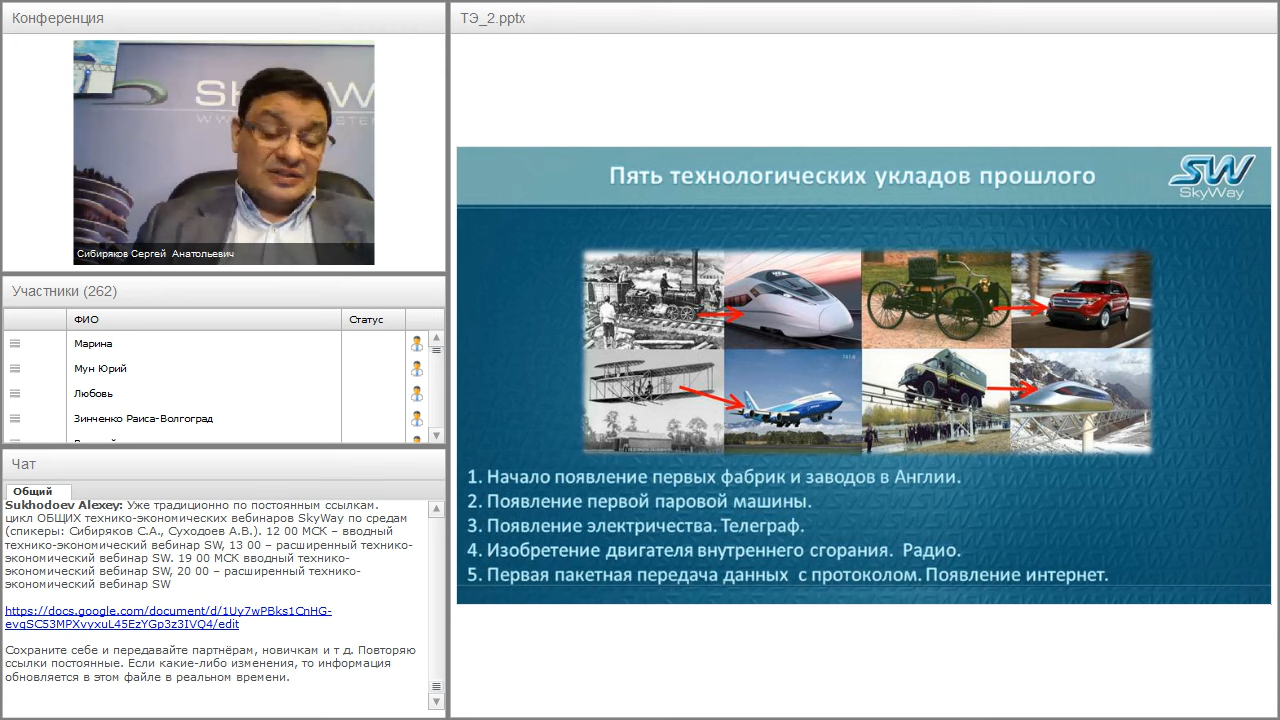 Конференция
SKYW
Сибиряков Сергей Анатольевич
Участники (262)
ФИО
Статус
Марина
Мун Юрий
Любовь
Зинченко Раиса-Волгоград
Чат
Общий
Sukhodoev Alexey: Уже традиционно по постоянным ссылкам.
цикл ОБЩИХ технико-экономических вебинаров SkyWay по средам
(спикеры: Сибиряков С.А., Суходоев А.В.). 12 00 МСК – вводный
технико-экономический вебинар SW, 13 00 – расширенный технико-
экономический вебинар SW. 19 00 МСК вводный технико-
экономический вебинар SW, 20 00 – расширенный технико-
экономический вебинар SW
https://docs.google.com/document/d/1Uy7wPBks1CnHG-
evqSC53MPXvyxuL45EzYGp3z3IVQ4/edit
Сохраните себе и передавайте партнёрам, новичкам и т д. Повторяю
ссылки постоянные. Если какие-либо изменения, то информация
обновляется в этом файле в реальном времени.
ТЭ_2.pptx
Пять технологических укладов прошлого
SW
SkyWay
1. Начало появление первых фабрик и заводов в Англии.
2. Появление первой паровой машины.
3. Появление электричества. Телеграф.
4. Изобретение двигателя внутреннего сгорания. Радио.
5. Первая пакетная передача данных с протоколом. Появление интернет.